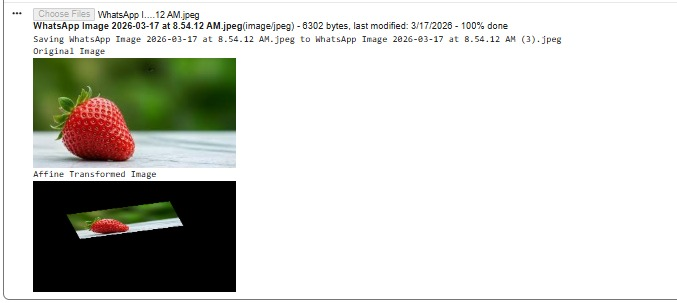 ••• Choose Files WhatsApp I....12 AM.jpeg
WhatsApp Image 2026-03-17 at 8.54.12 AM.jpeg(image/jpeg) - 6302 bytes, last modified: 3/17/2026 - 100% done
Saving WhatsApp Image 2026-03-17 at 8.54.12 AM.jpeg to WhatsApp Image 2026-03-17 at 8.54.12 AM (3).jpeg
Original Image
Affine Transformed Image